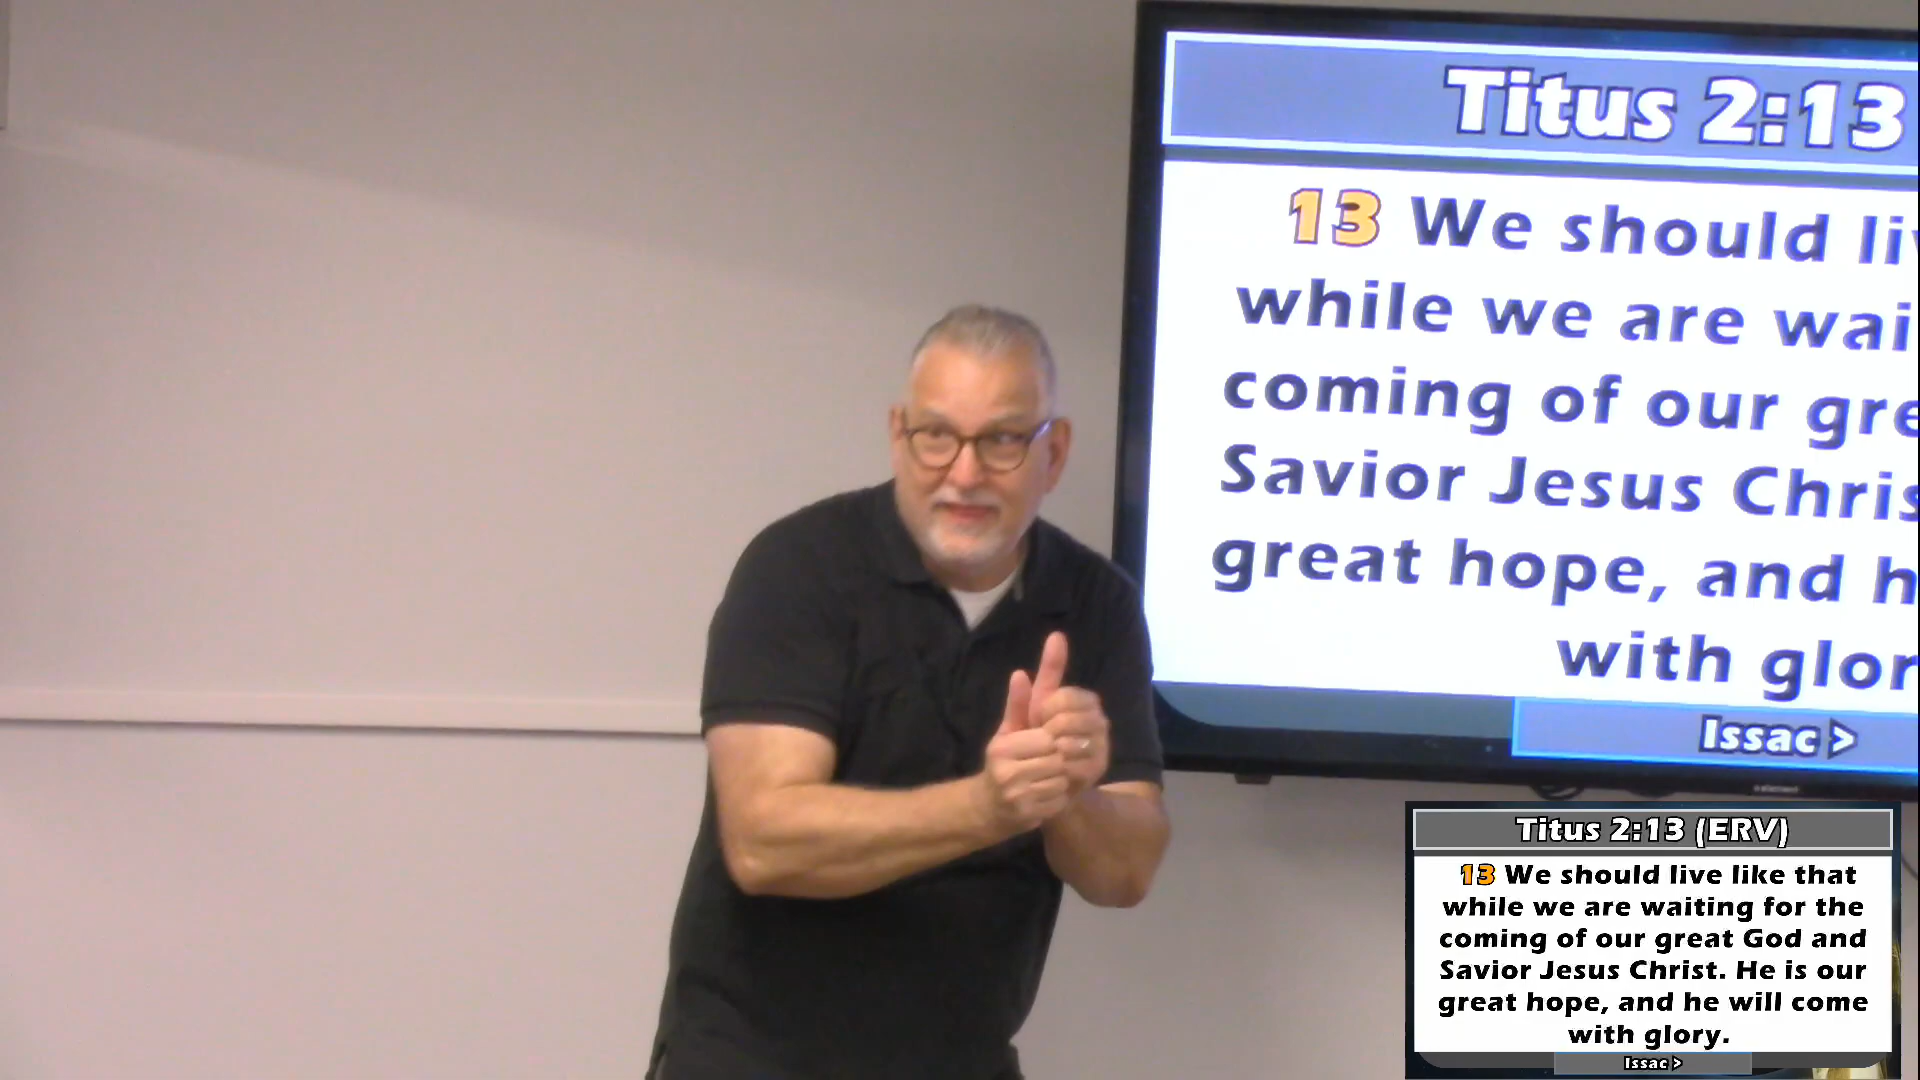 Titus 2:13
13 We should li
while we are wai
coming of our gre
Savior Jesus Chris
great hope, and h
with glor
Issac >
element
Titus 2:13 (ERV)
13 We should live like that
while we are waiting for the
coming of our great God and
Savior Jesus Christ. He is our
great hope, and he will come
with glory.
Issac >